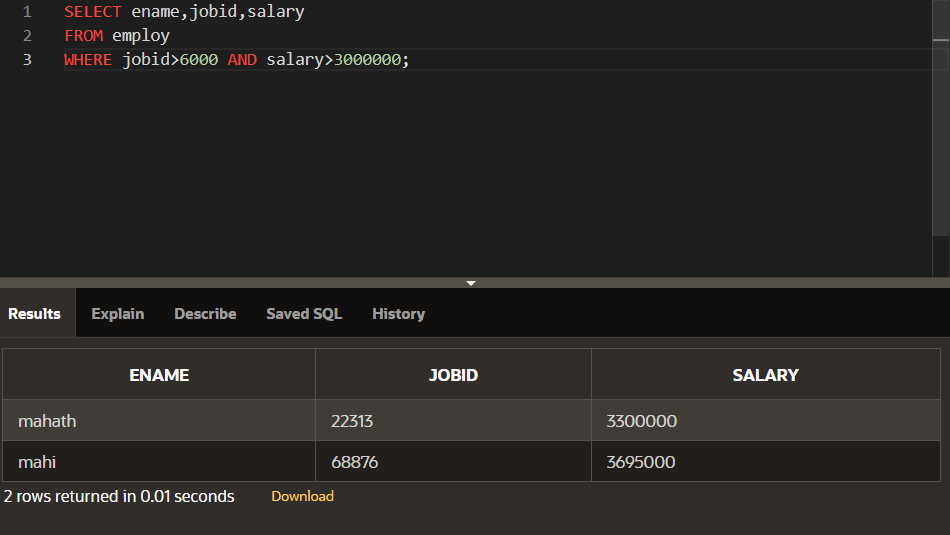 1 SELECT ename,jobid,salary
2 FROM employ
3 WHERE jobid>6000 AND salary>3000000;
Results Explain Describe Saved SQL History
ENAME JOBID SALARY
mahath 22313 3300000
mahi 68876 3695000
2 rows returned in 0.01 seconds Download